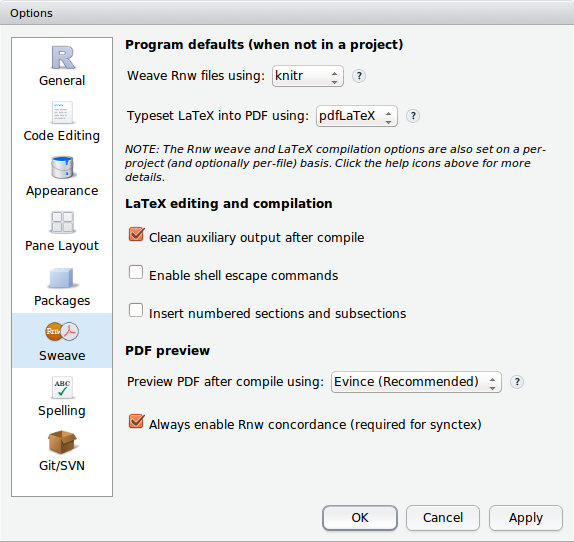 Options
General
Code Editing
Appearance
Pane Layout
Packages
Rnw
Sweave
ABC
Spelling
Git/SVN
Program defaults (when not in a project)
Weave Rnw files using: knitr ?
Typeset LaTeX into PDF using: pdfLaTeX ?
NOTE: The Rnw weave and LaTeX compilation options are also set on a per-
project (and optionally per-file) basis. Click the help icons above for more
details.
LaTeX editing and compilation
Clean auxiliary output after compile
Enable shell escape commands
Insert numbered sections and subsections
PDF preview
Preview PDF after compile using: Evince (Recommended) ?
Always enable Rnw concordance (required for synctex)
OK Cancel Apply